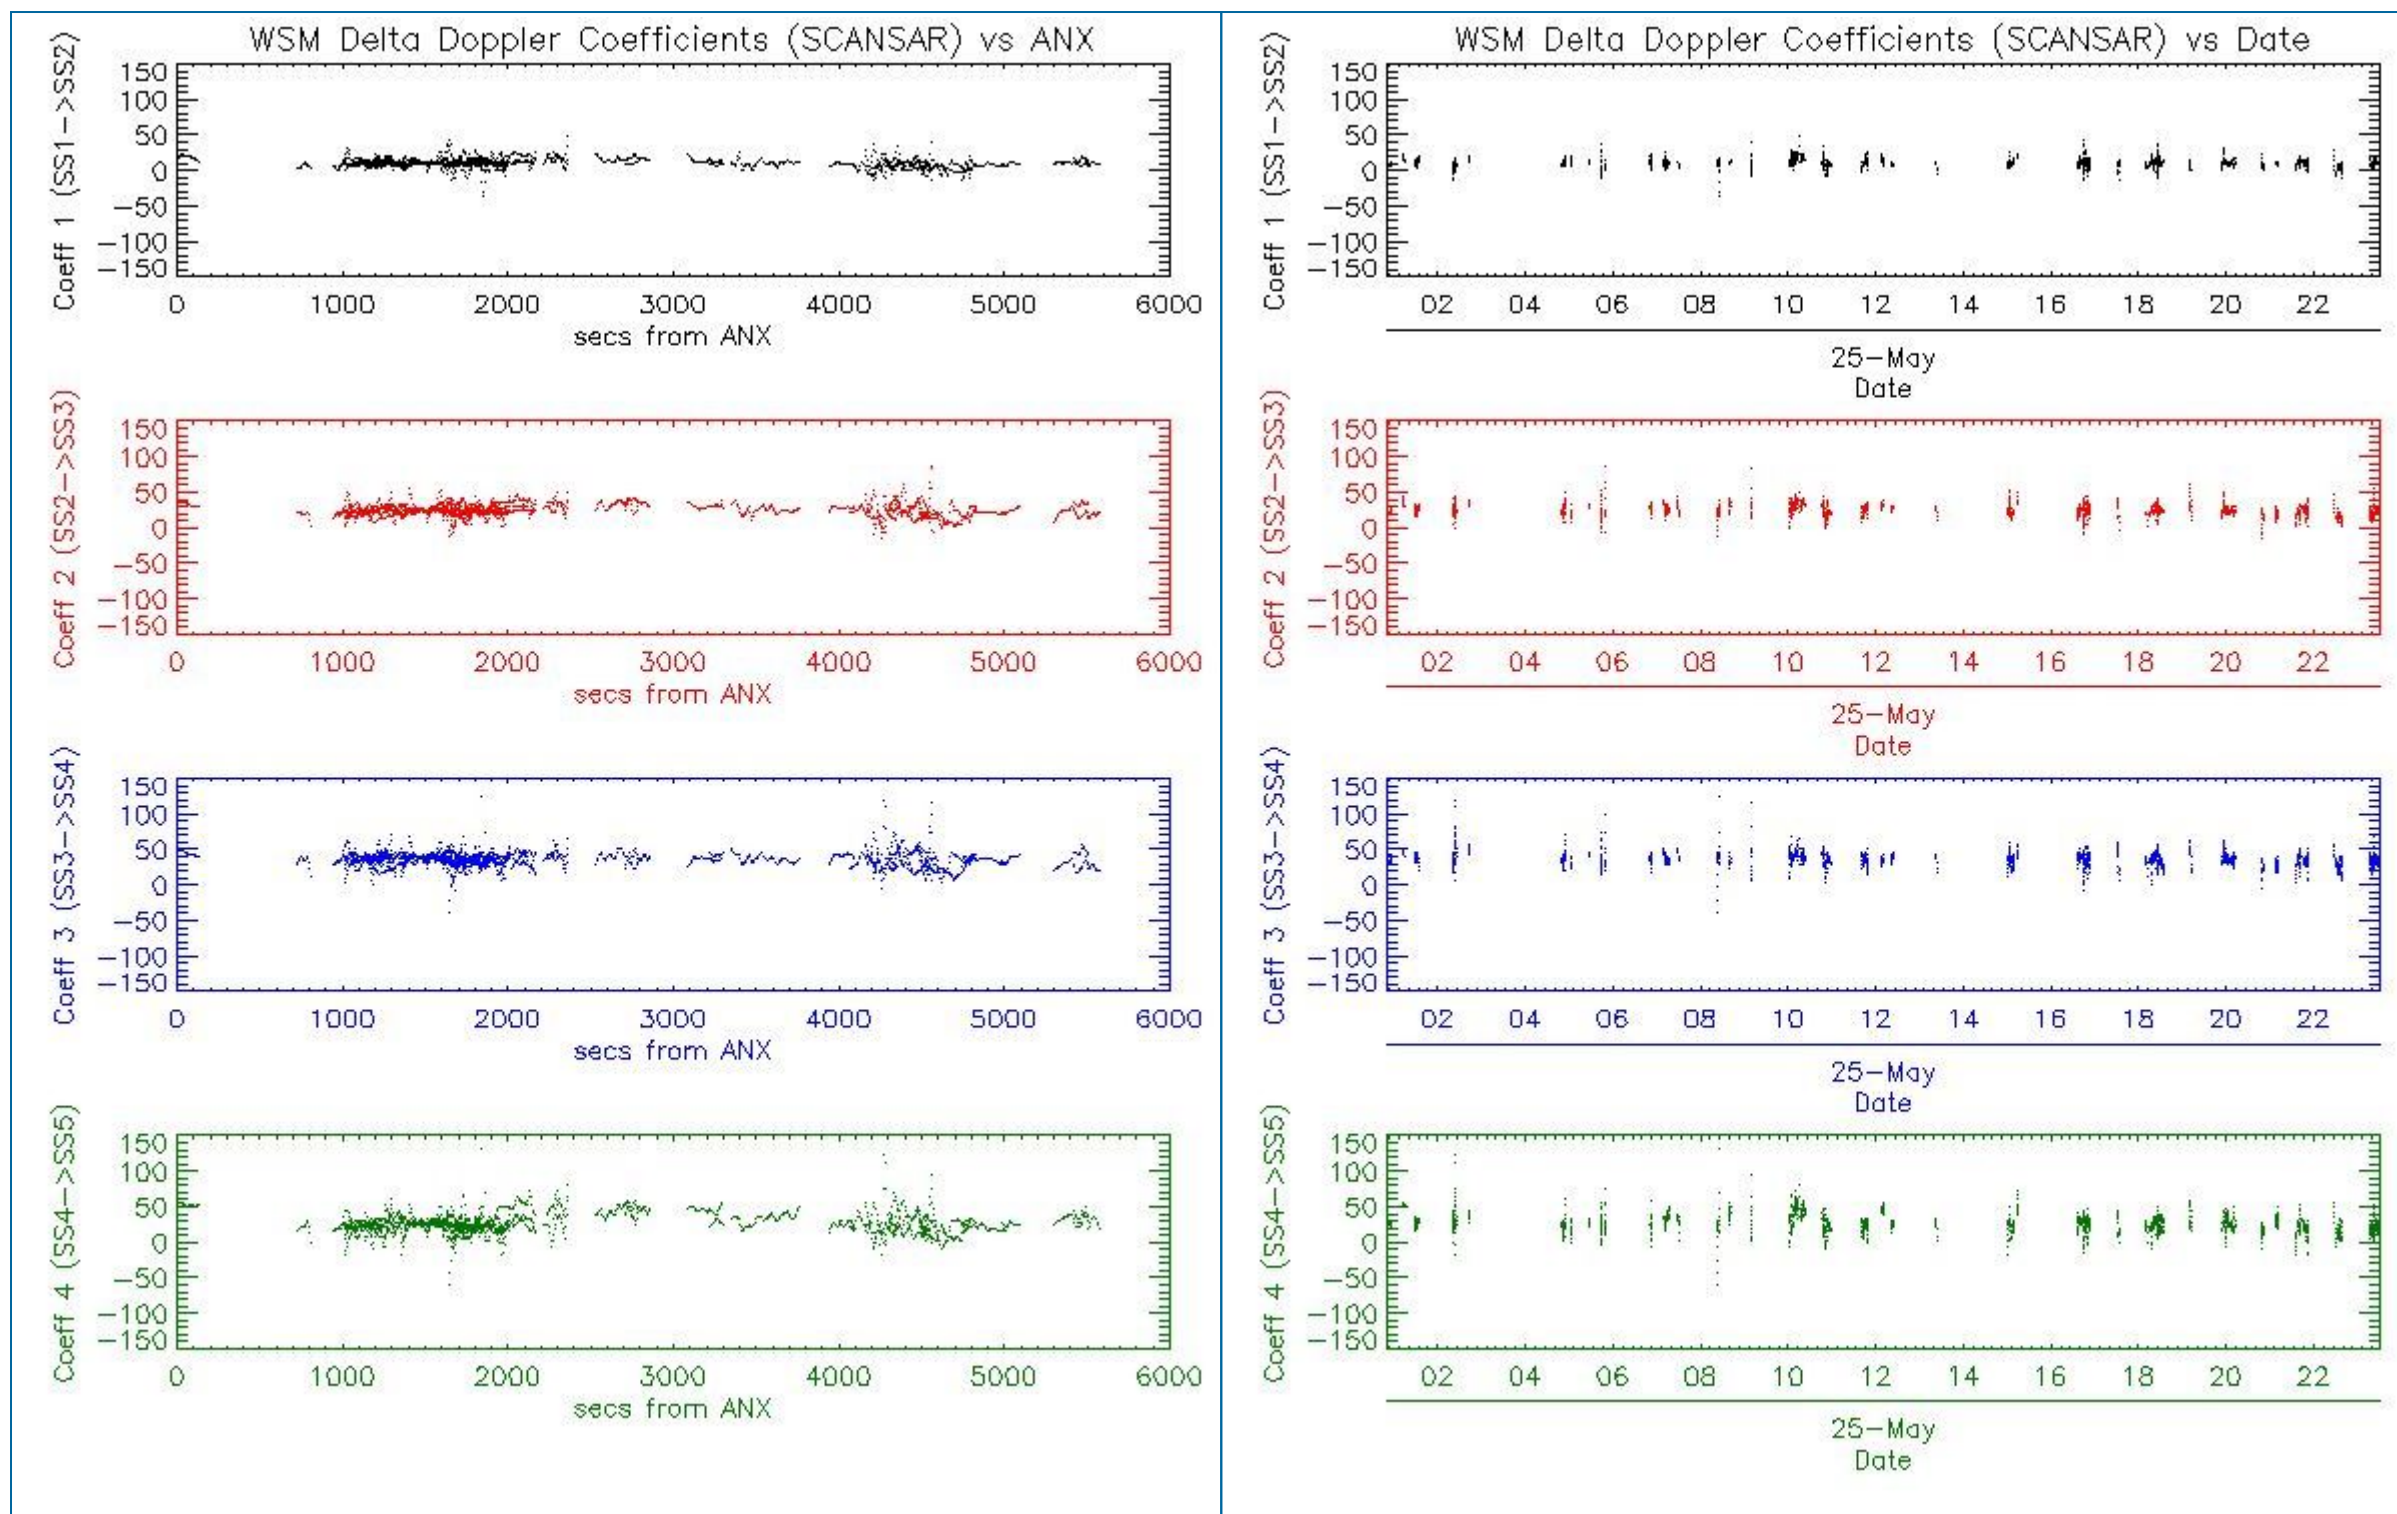 WSM Delta Doppler Coefficients (SCANSAR) vs ANX
Coeff 1 (SS1->SS2)
150
100
50
0
-50
-100
-150
0 1000 2000 3000 4000 5000 6000
secs from ANX
Coeff 2 (SS2->SS3)
150
100
50
0
-50
-100
-150
0 1000 2000 3000 4000 5000 6000
secs from ANX
Coeff 3 (SS3->SS4)
150
100
50
0
-50
-100
-150
0 1000 2000 3000 4000 5000 6000
secs from ANX
Coeff 4 (SS4->SS5)
150
100
50
0
-50
-100
-150
0 1000 2000 3000 4000 5000 6000
secs from ANX
WSM Delta Doppler Coefficients (SCANSAR) vs Date
Coeff 1 (SS1->SS2)
150
100
50
0
-50
-100
-150
02 04 06 08 10 12 14 16 18 20 22
25-May
Date
Coeff 2 (SS2->SS3)
150
100
50
0
-50
-100
-150
02 04 06 08 10 12 14 16 18 20 22
25-May
Date
Coeff 3 (SS3->SS4)
150
100
50
0
-50
-100
-150
02 04 06 08 10 12 14 16 18 20 22
25-May
Date
Coeff 4 (SS4->SS5)
150
100
50
0
-50
-100
-150
02 04 06 08 10 12 14 16 18 20 22
25-May
Date